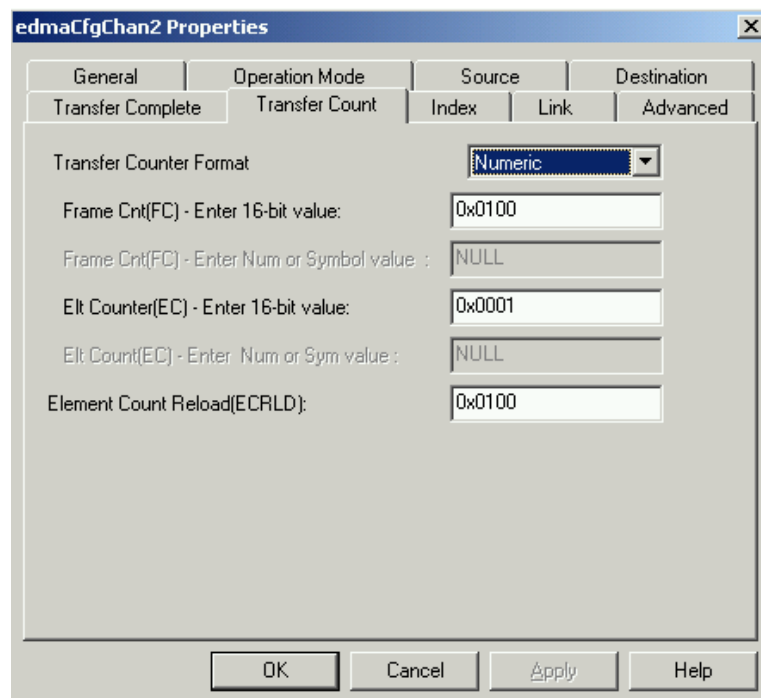 edmaCfgChan2 Properties
General Operation Mode Source Destination
Transfer Complete Transfer Count Index Link Advanced
Transfer Counter Format Numeric
Frame Cnt(FC) - Enter 16-bit value: 0x0100
Frame Cnt(FC) - Enter Num or Symbol value : NULL
Elt Counter(EC) - Enter 16-bit value: 0x0001
Elt Count(EC) - Enter Num or Sym value : NULL
Element Count Reload(ECRLD): 0x0100
OK Cancel Apply Help